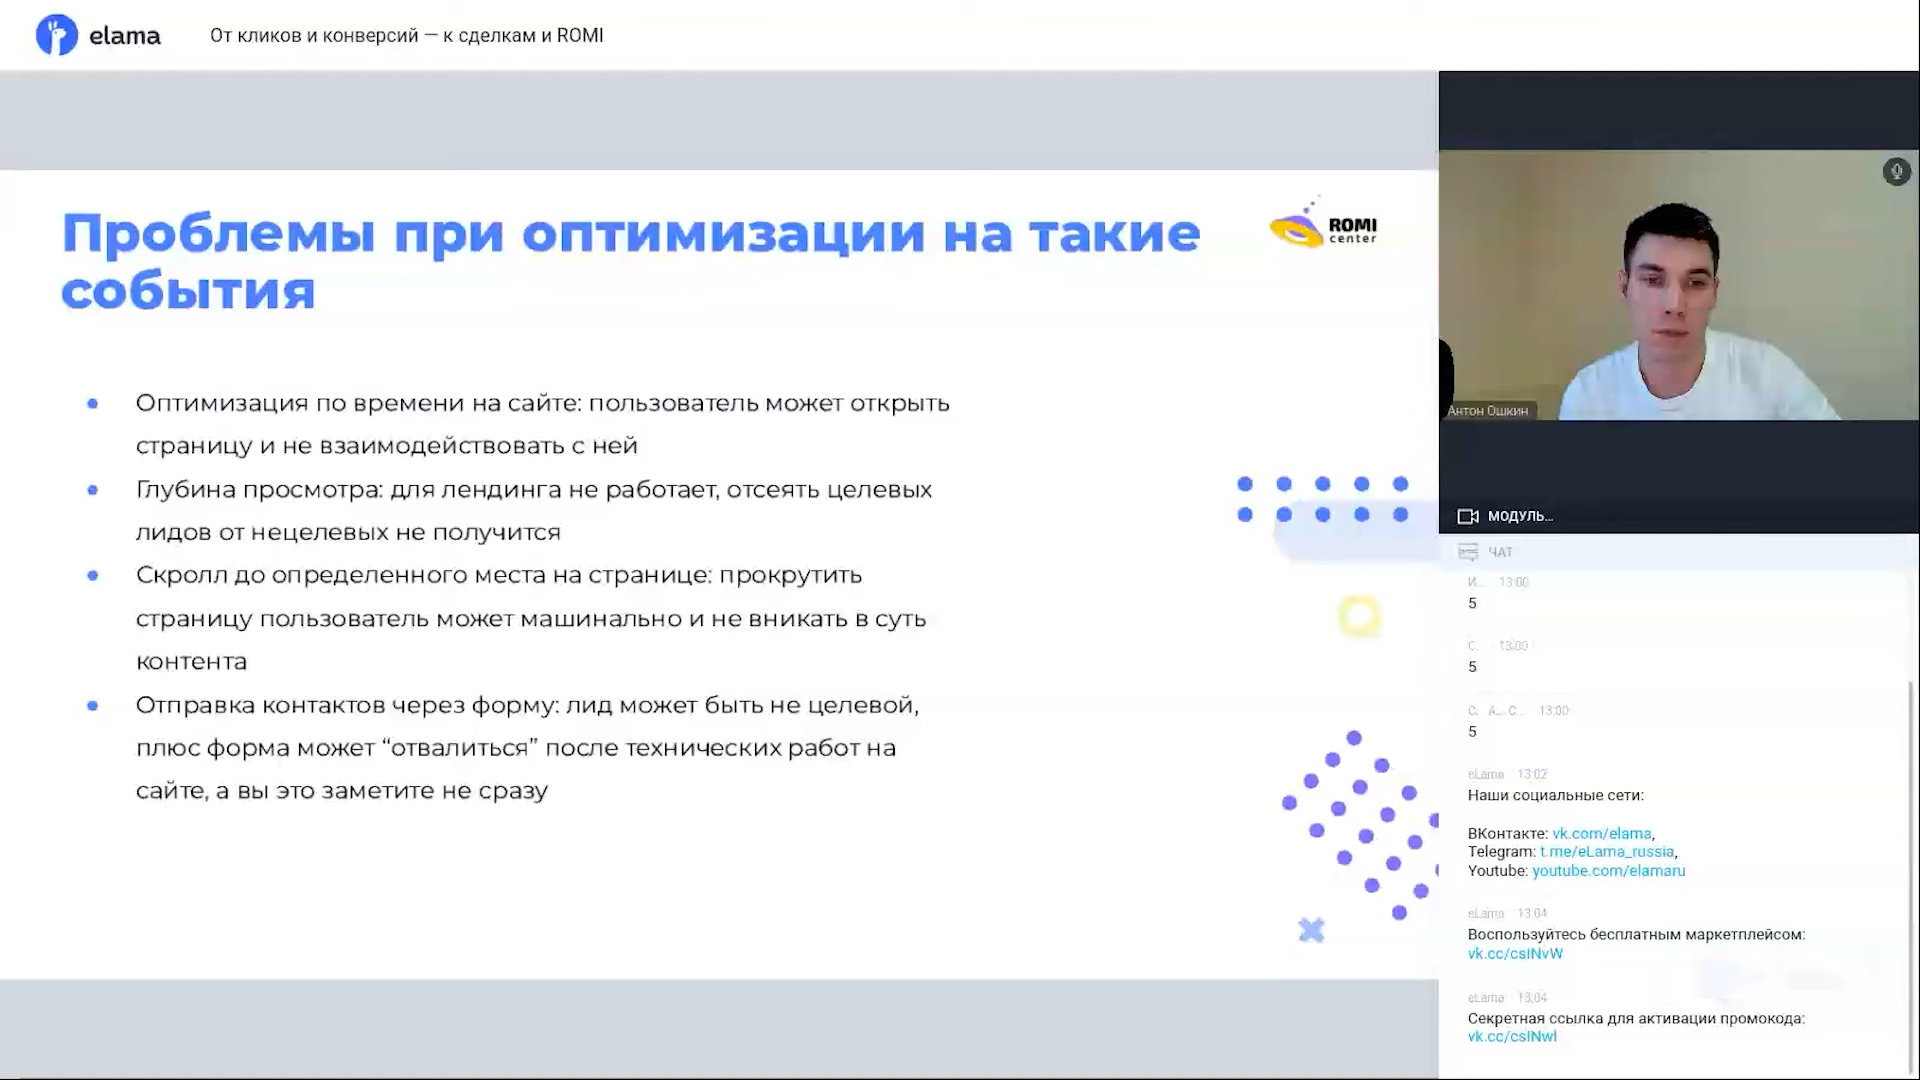 elama
От кликов и конверсий — к сделкам и ROMI
Проблемы при оптимизации на такие
события
ROMI
center
Оптимизация по времени на сайте: пользователь может открыть
страницу и не взаимодействовать с ней
Глубина просмотра: для лендинга не работает, отсеять целевых
лидов от нецелевых не получится
Скролл до определенного места на странице: прокрутить
страницу пользователь может машинально и не вникать в суть
контента
Отправка контактов через форму: лид может быть не целевой,
плюс форма может “отвалиться” после технических работ на
сайте, а вы это заметите не сразу
Антон Ошкин
МОДУЛЬ...
ЧАТ
И... 13:00
5
С. 13:00
5
С. А... С... 13:00
5
eLama 13:02
Наши социальные сети:
ВКонтакте: vk.com/elama,
Telegram: t.me/eLama_russia,
Youtube: youtube.com/elamaru
eLama 13:04
Воспользуйтесь бесплатным маркетплейсом:
eLama 13:04
Секретная ссылка для активации промокода: